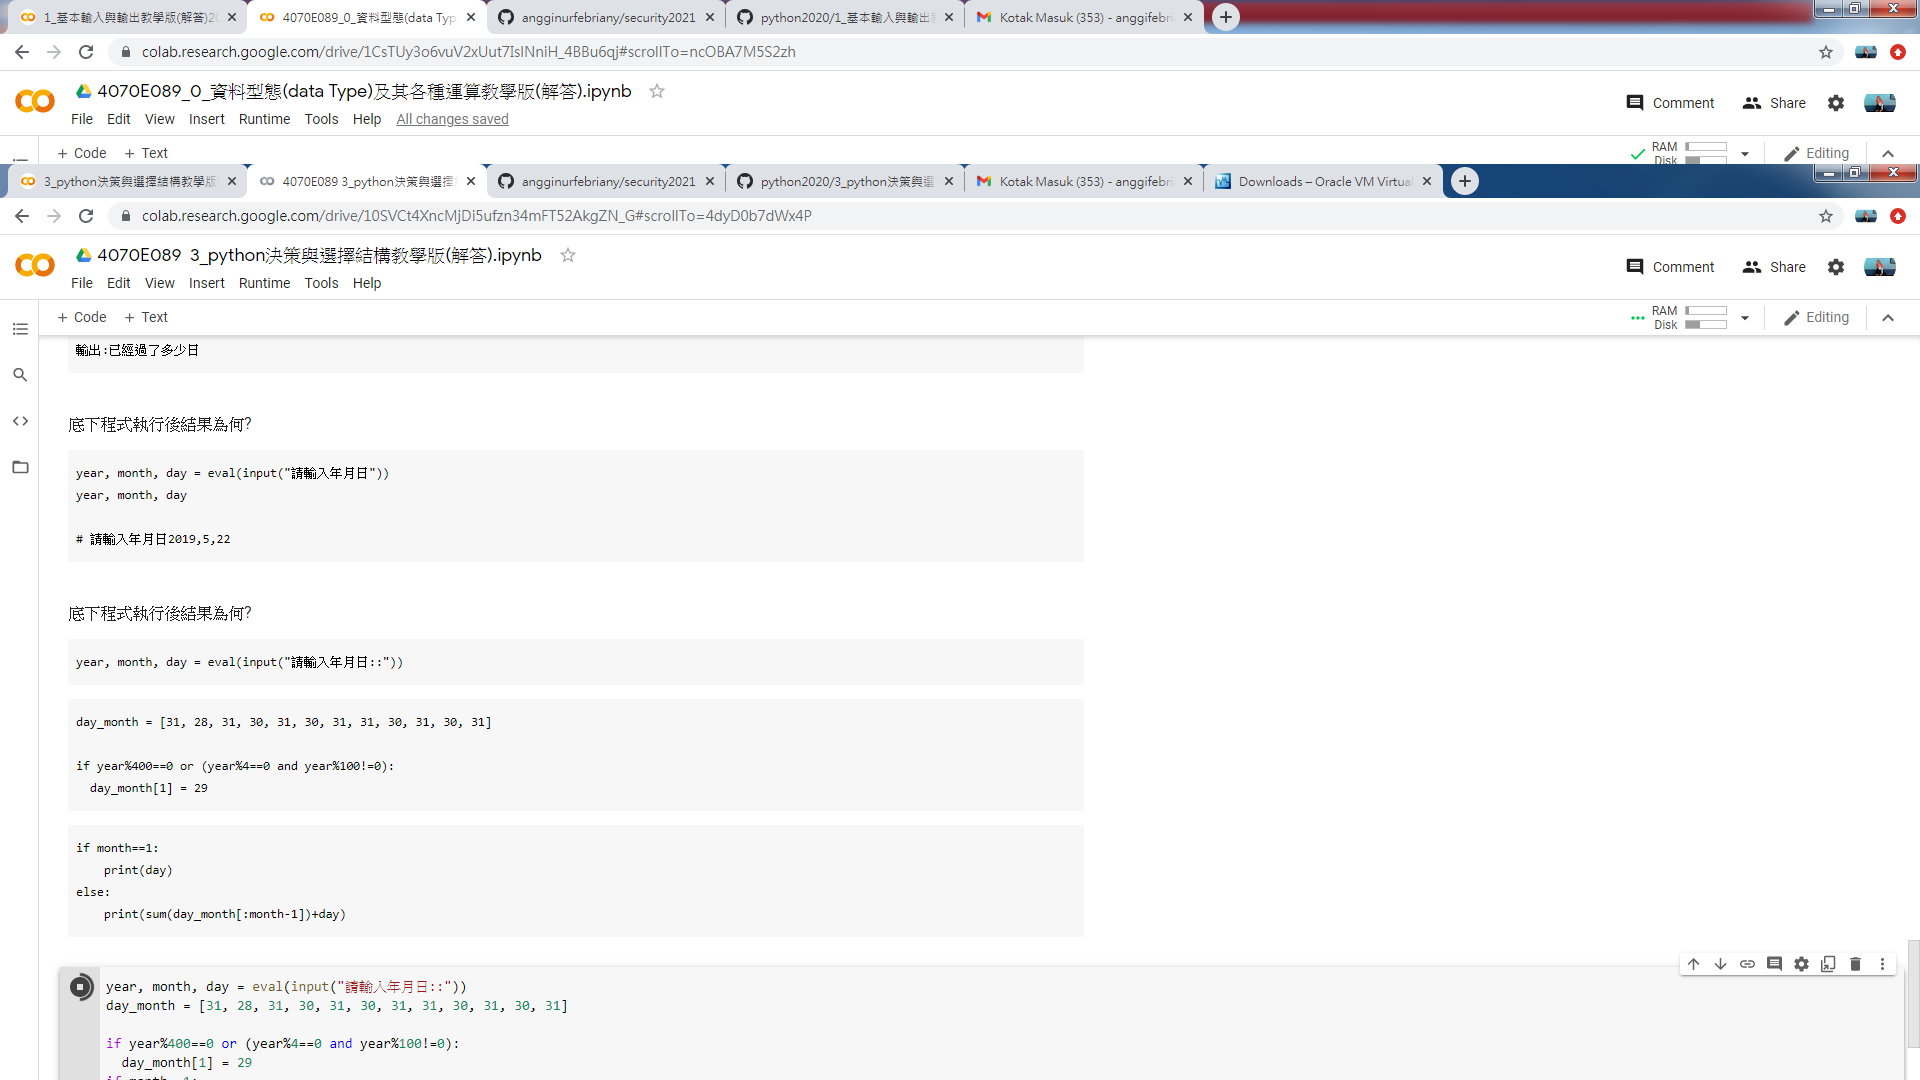 1_基本輸入與輸出教學版(解答)20
4070E089_0_資料型態(data Typ
angginurfebriany/security2021
python2020/1_基本輸入與輸出教
Kotak Masuk (353) - anggifebri
colab.research.google.com/drive/1CsTUy3o6vuV2xUut7IsINniH_4BBu6qj#scrollTo=ncOBA7M5S2zh
4070E089_0_資料型態(data Type)及其各種運算教學版(解答).ipynb
Comment
Share
File Edit View Insert Runtime Tools Help All changes saved
+ Code + Text
RAM
Disk
Editing
3_python決策與選擇結構教學版
4070E089 3_python決策與選擇
angginurfebriany/security2021
python2020/3_python決策與選
Kotak Masuk (353) - anggifebri
Downloads – Oracle VM Virtual
colab.research.google.com/drive/10SVCt4XncMjDi5ufzn34mFT52AkgZN_G#scrollTo=4dyD0b7dWx4P
4070E089 3_python決策與選擇結構教學版(解答).ipynb
Comment
Share
File Edit View Insert Runtime Tools Help
+ Code + Text
RAM
Disk
Editing
輸出:已經過了多少日
底下程式執行後結果為何?
year, month, day = eval(input("請輸入年月日"))
year, month, day
# 請輸入年月日2019,5,22
底下程式執行後結果為何?
year, month, day = eval(input("請輸入年月日::"))
day_month = [31, 28, 31, 30, 31, 30, 31, 31, 30, 31, 30, 31]
if year%400==0 or (year%4==0 and year%100!=0):
day_month[1] = 29
if month==1:
print(day)
else:
print(sum(day_month[:month-1])+day)
year, month, day = eval(input("請輸入年月日::"))
day_month = [31, 28, 31, 30, 31, 30, 31, 31, 30, 31, 30, 31]
if year%400==0 or (year%4==0 and year%100!=0):
day_month[1] = 29